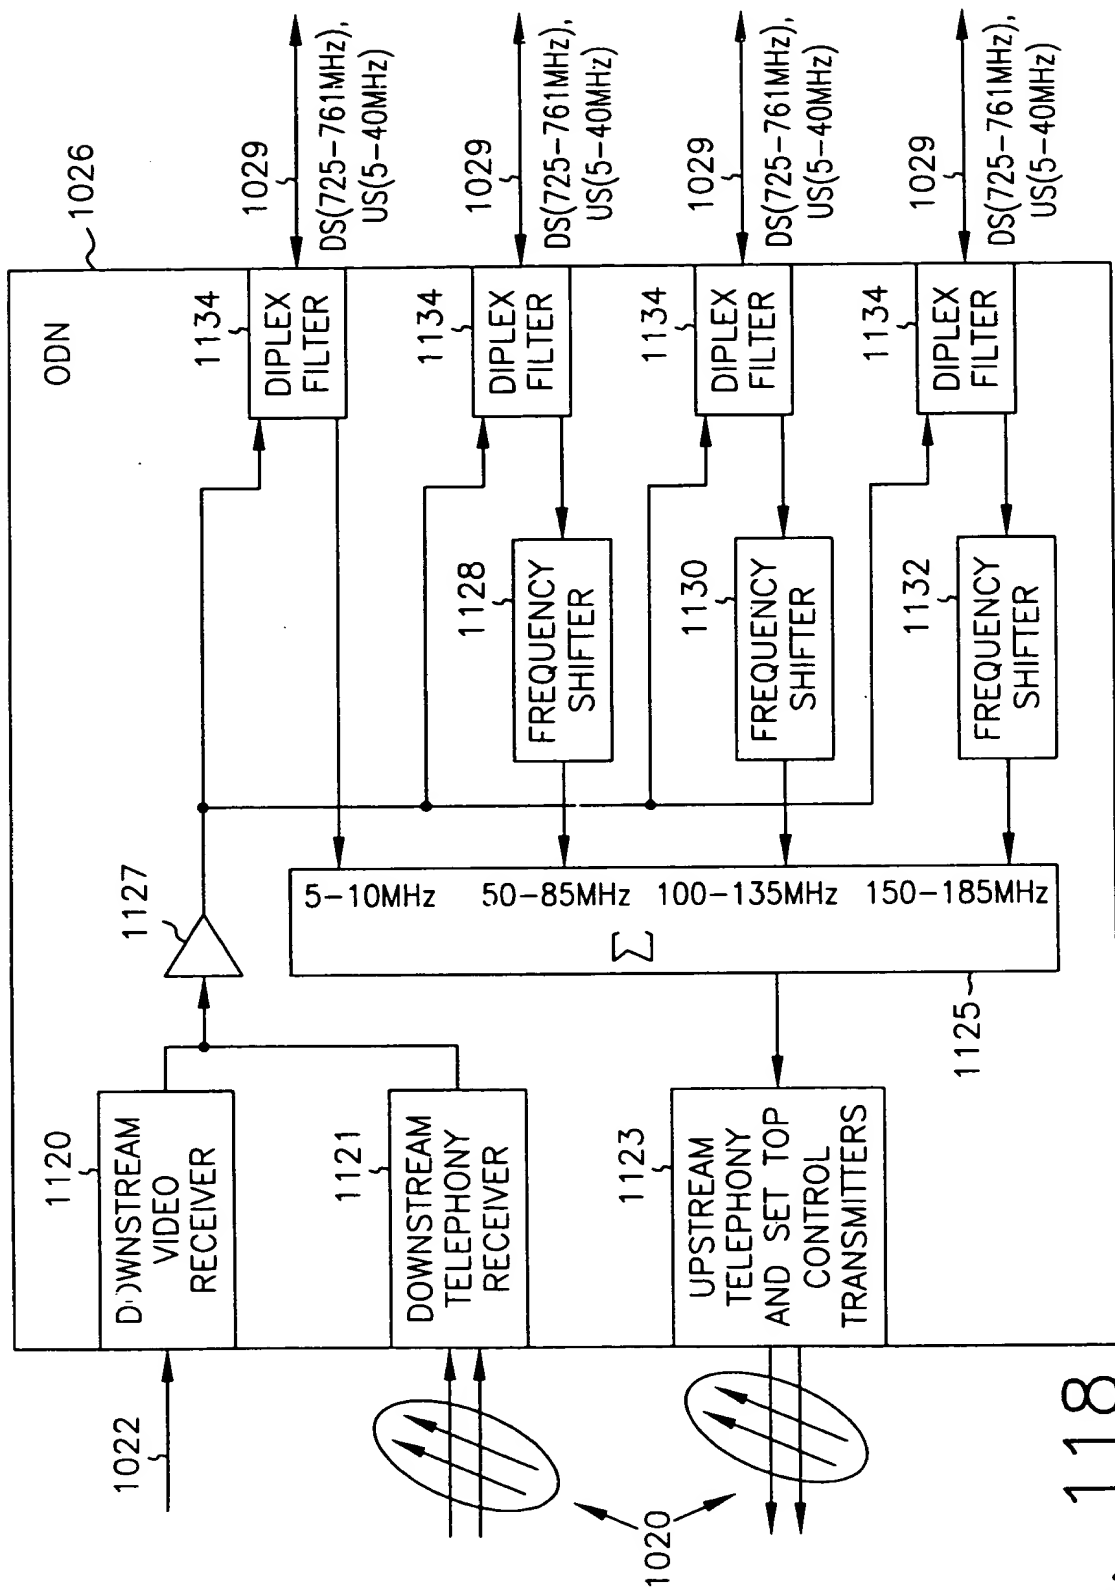 1026
ODN
1022
1120
DOWNSTREAM
VIDEO
RECEIVER
1127
1134
DIPLEX
FILTER
1029
DS(725-761MHz),
US(5-40MHz)
1020
1121
DOWNSTREAM
TELEPHONY
RECEIVER
5-10MHz
50-85MHz
100-135MHz
150-185MHz
Σ
1125
1128
FREQUENCY
SHIFTER
1134
DIPLEX
FILTER
1029
DS(725-761MHz),
US(5-40MHz)
1123
UPSTREAM
TELEPHONY
AND SET TOP
CONTROL
TRANSMITTERS
1130
FREQUENCY
SHIFTER
1134
DIPLEX
FILTER
1029
DS(725-761MHz),
US(5-40MHz)
1132
FREQUENCY
SHIFTER
1134
DIPLEX
FILTER
1029
DS(725-761MHz),
US(5-40MHz)
118